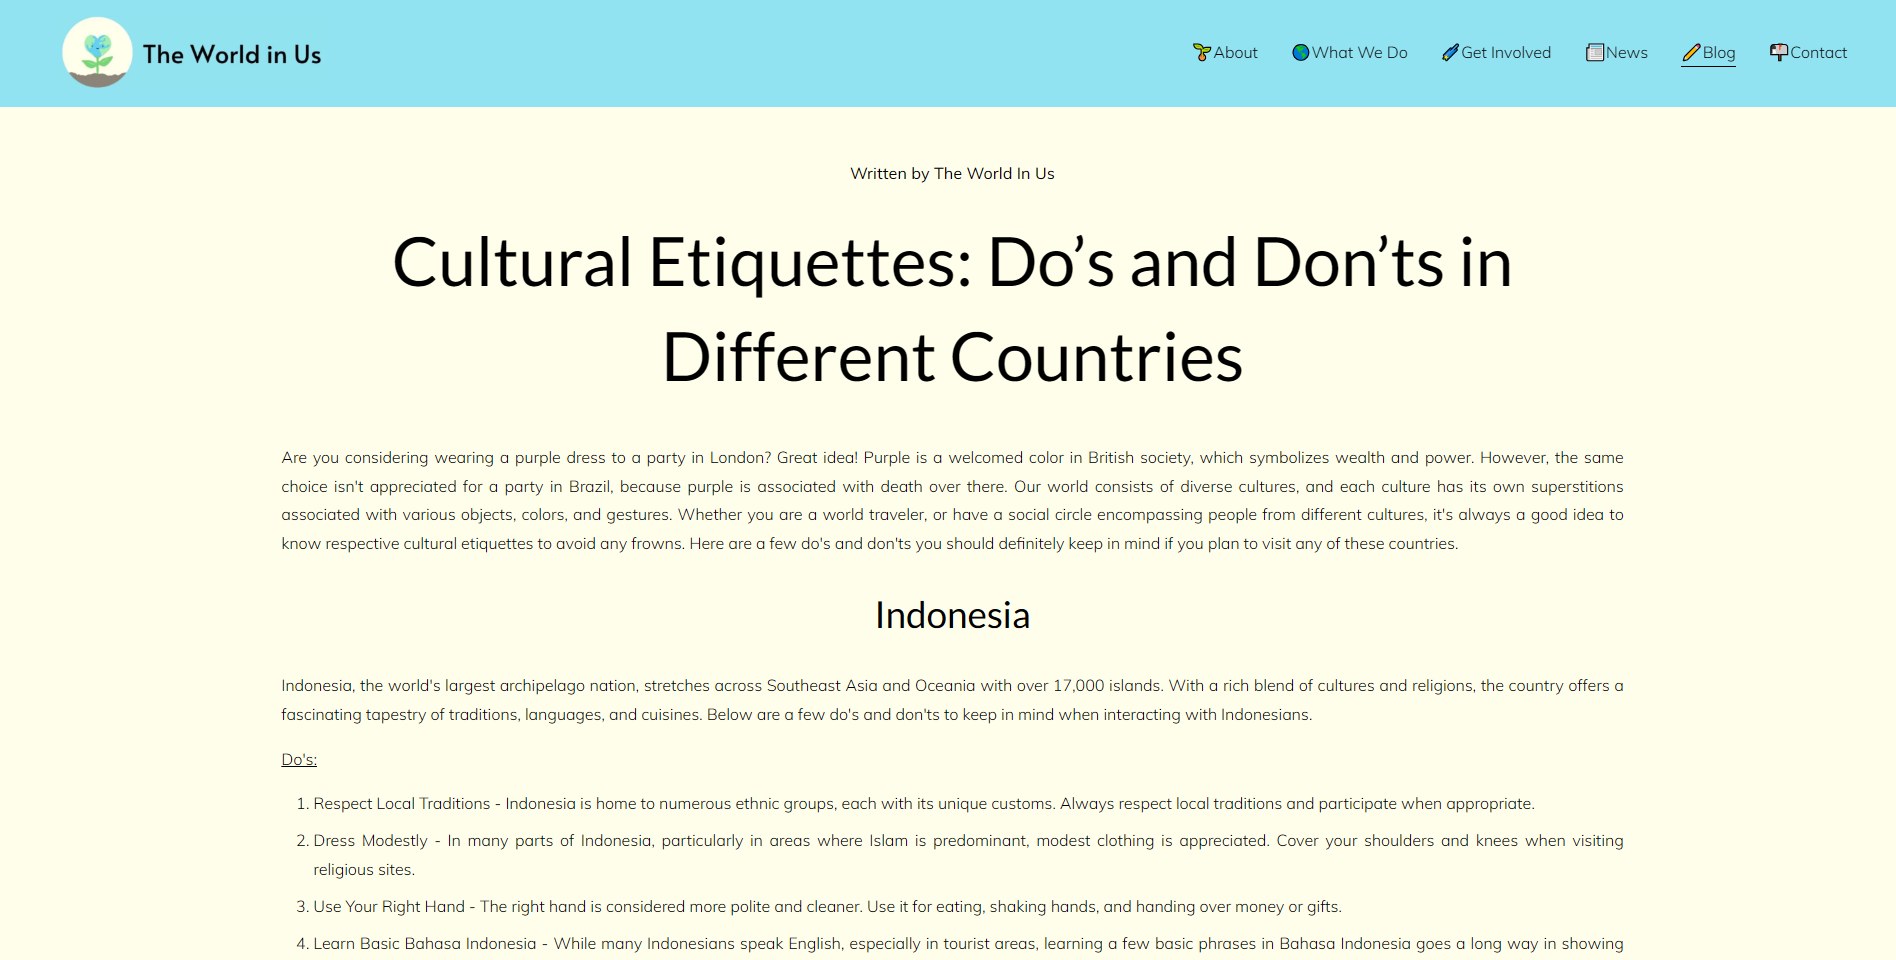 The World in Us
About
What We Do
Get Involved
News
Blog
Contact
Written by The World In Us
Cultural Etiquettes: Do’s and Don’ts in
Different Countries
Are you considering wearing a purple dress to a party in London? Great idea! Purple is a welcomed color in British society, which symbolizes wealth and power. However, the same
choice isn't appreciated for a party in Brazil, because purple is associated with death over there. Our world consists of diverse cultures, and each culture has its own superstitions
associated with various objects, colors, and gestures. Whether you are a world traveler, or have a social circle encompassing people from different cultures, it's always a good idea to
know respective cultural etiquettes to avoid any frowns. Here are a few do's and don'ts you should definitely keep in mind if you plan to visit any of these countries.
Indonesia
Indonesia, the world's largest archipelago nation, stretches across Southeast Asia and Oceania with over 17,000 islands. With a rich blend of cultures and religions, the country offers a
fascinating tapestry of traditions, languages, and cuisines. Below are a few do's and don'ts to keep in mind when interacting with Indonesians.
Do's:
1. Respect Local Traditions - Indonesia is home to numerous ethnic groups, each with its unique customs. Always respect local traditions and participate when appropriate.
2. Dress Modestly - In many parts of Indonesia, particularly in areas where Islam is predominant, modest clothing is appreciated. Cover your shoulders and knees when visiting
religious sites.
3. Use Your Right Hand - The right hand is considered more polite and cleaner. Use it for eating, shaking hands, and handing over money or gifts.
4. Learn Basic Bahasa Indonesia - While many Indonesians speak English, especially in tourist areas, learning a few basic phrases in Bahasa Indonesia goes a long way in showing